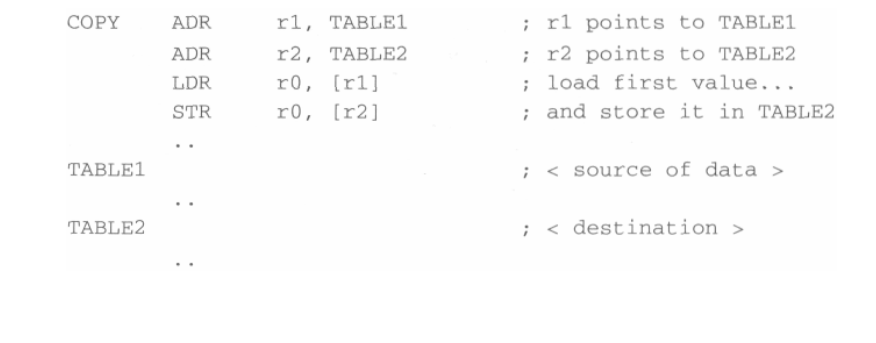 COPY ADR r1, TABLE1 ; r1 points to TABLE1
ADR r2, TABLE2 ; r2 points to TABLE2
LDR r0, [r1] ; load first value...
STR r0, [r2] ; and store it in TABLE2
..
TABLE1 ; < source of data >
..
TABLE2 ; < destination >
..